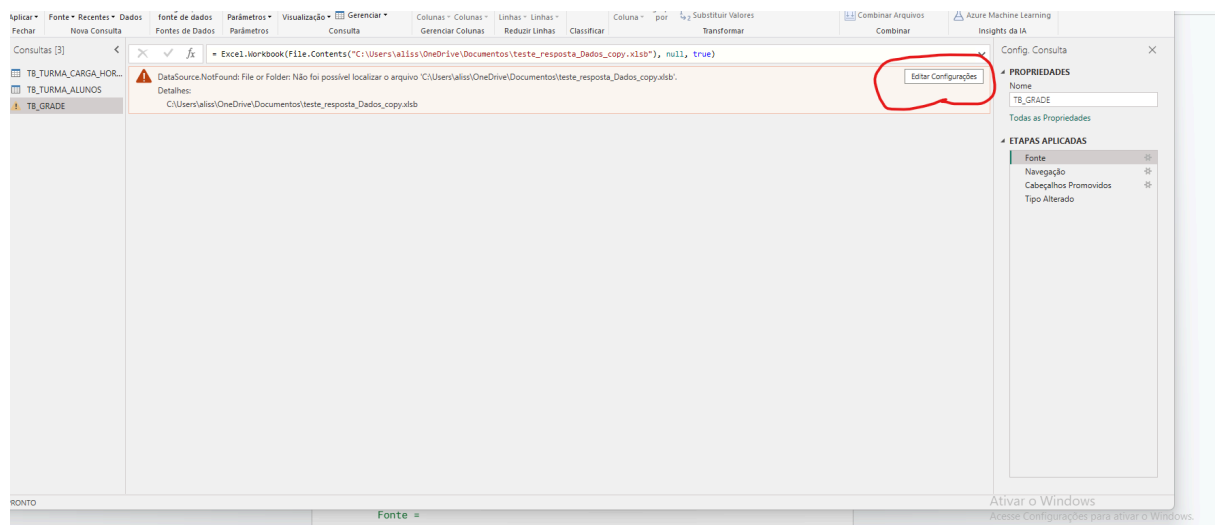 Aplicar Fonte Recentes Dados fonte de dados Parâmetros Visualização Gerenciar Colunas Colunas Linhas Linhas Coluna por Substituir Valores Combinar Arquivos Azure Machine Learning
Fechar Nova Consulta Fontes de Dados Parâmetros Consulta Gerenciar Colunas Reduzir Linhas Classificar Transformar Combinar Insights da IA
Consultas [3]
fx = Excel.Workbook(File.Contents("C:\Users\aliss\OneDrive\Documentos\teste_resposta_Dados_copy.xlsb"), null, true)
TB_TURMA_CARGA_HOR...
TB_TURMA_ALUNOS
TB_GRADE
DataSource.NotFound: File or Folder: Não foi possível localizar o arquivo 'C:\Users\aliss\OneDrive\Documentos\teste_resposta_Dados_copy.xlsb'.
Detalhes:
C:\Users\aliss\OneDrive\Documentos\teste_resposta_Dados_copy.xlsb
Editar Configurações
Config. Consulta
PROPRIEDADES
Nome
TB_GRADE
Todas as Propriedades
ETAPAS APLICADAS
Fonte
Navegação
Cabeçalhos Promovidos
Tipo Alterado
PRONTO
Fonte =
Ativar o Windows
Acesse Configurações para ativar o Windows.